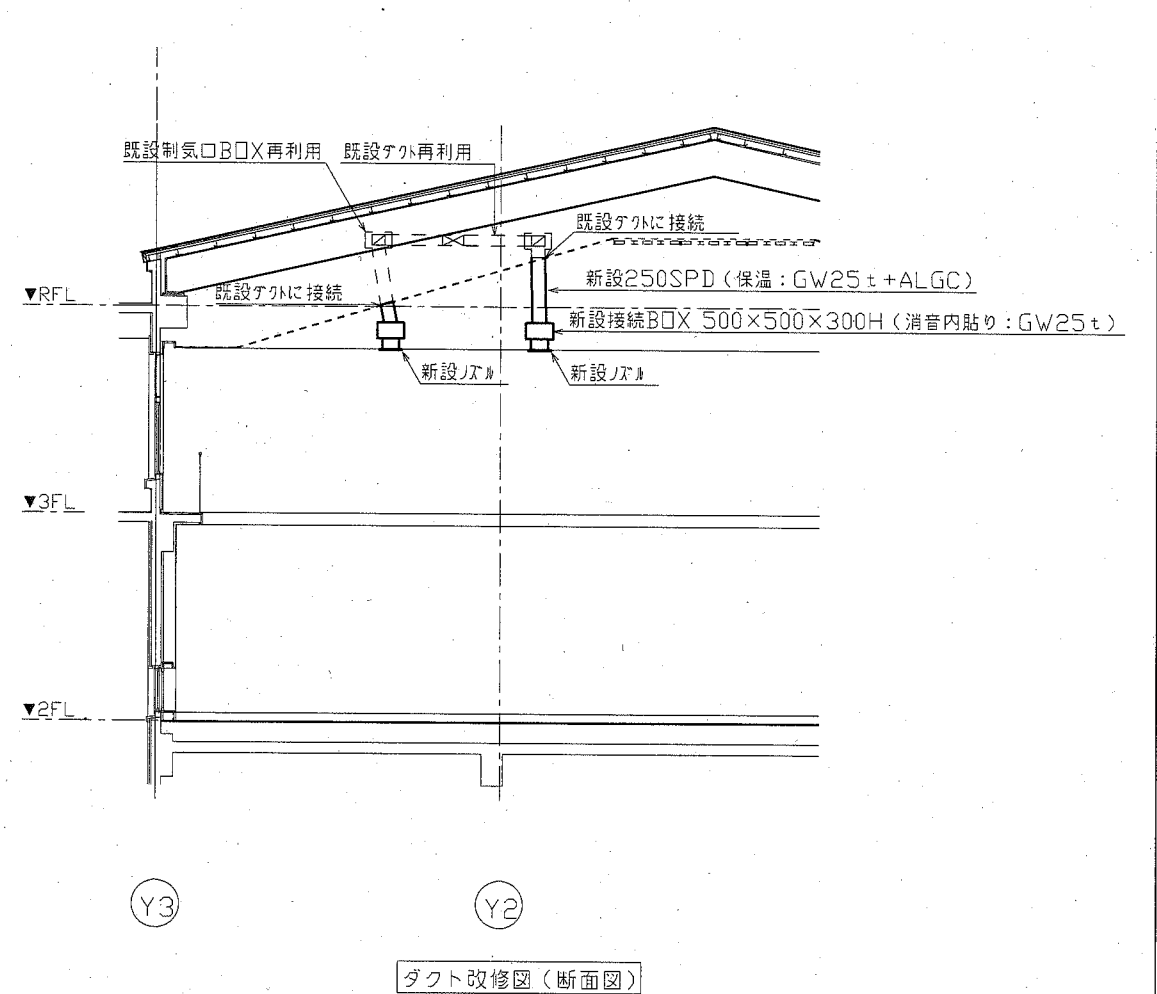 既設制気口BOX再利用
既設ダクト再利用
既設ダクトに接続
新設250SPD(保温:GW25t+ALGC)
既設ダクトに接続
▼RFL
新設接続BOX 500×500×300H(消音内貼り:GW25t)
新設ノズル
新設ノズル
▼3FL
▼2FL
Y3
Y2
ダクト改修図(断面図)